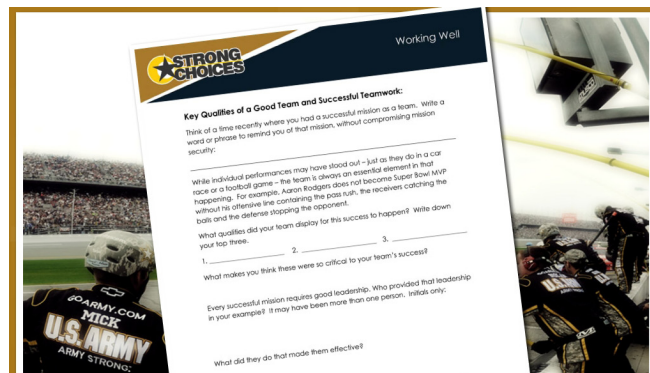 STRONG
CHOICES
Working Well
Key Qualities of a Good Team and Successful Teamwork:
Think of a time recently where you had a successful mission as a team. Write a
word or phrase to remind you of that mission, without compromising mission
security:
While individual performances may have stood out – just as they do in a car
race or a football game – the team is always an essential element in that
happening. For example, Aaron Rodgers does not become Super Bowl MVP
without his offensive line containing the pass rush, the receivers catching the
balls and the defense stopping the opponent.
What qualities did your team display for this success to happen? Write down
your top three.
1. 2. 3.
What makes you think these were so critical to your team's success?
Every successful mission requires good leadership. Who provided that leadership
in your example? It may have been more than one person. Initials only:
What did they do that made them effective?
GOARMY.COM
MICK
U.S. ARMY
ARMY STRONG.